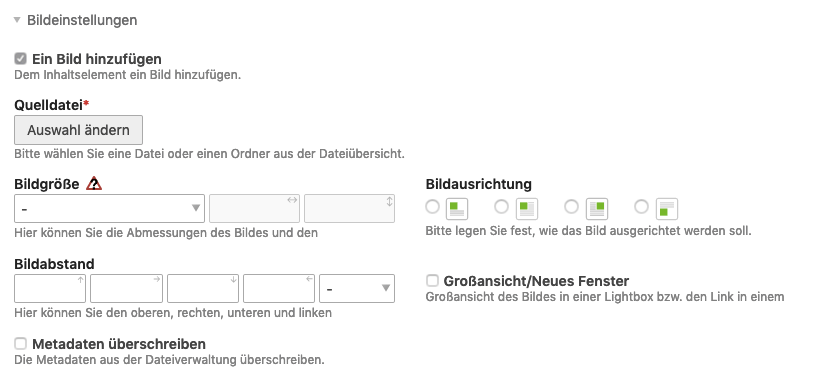 Bildeinstellungen
Ein Bild hinzufügen
Dem Inhaltselement ein Bild hinzufügen.
Quelldatei*
Auswahl ändern
Bitte wählen Sie eine Datei oder einen Ordner aus der Dateiübersicht.
Bildgröße
-
Hier können Sie die Abmessungen des Bildes und den
Bildausrichtung
Bitte legen Sie fest, wie das Bild ausgerichtet werden soll.
Bildabstand
-
Hier können Sie den oberen, rechten, unteren und linken
Großansicht/Neues Fenster
Großansicht des Bildes in einer Lightbox bzw. den Link in einem
Metadaten überschreiben
Die Metadaten aus der Dateiverwaltung überschreiben.